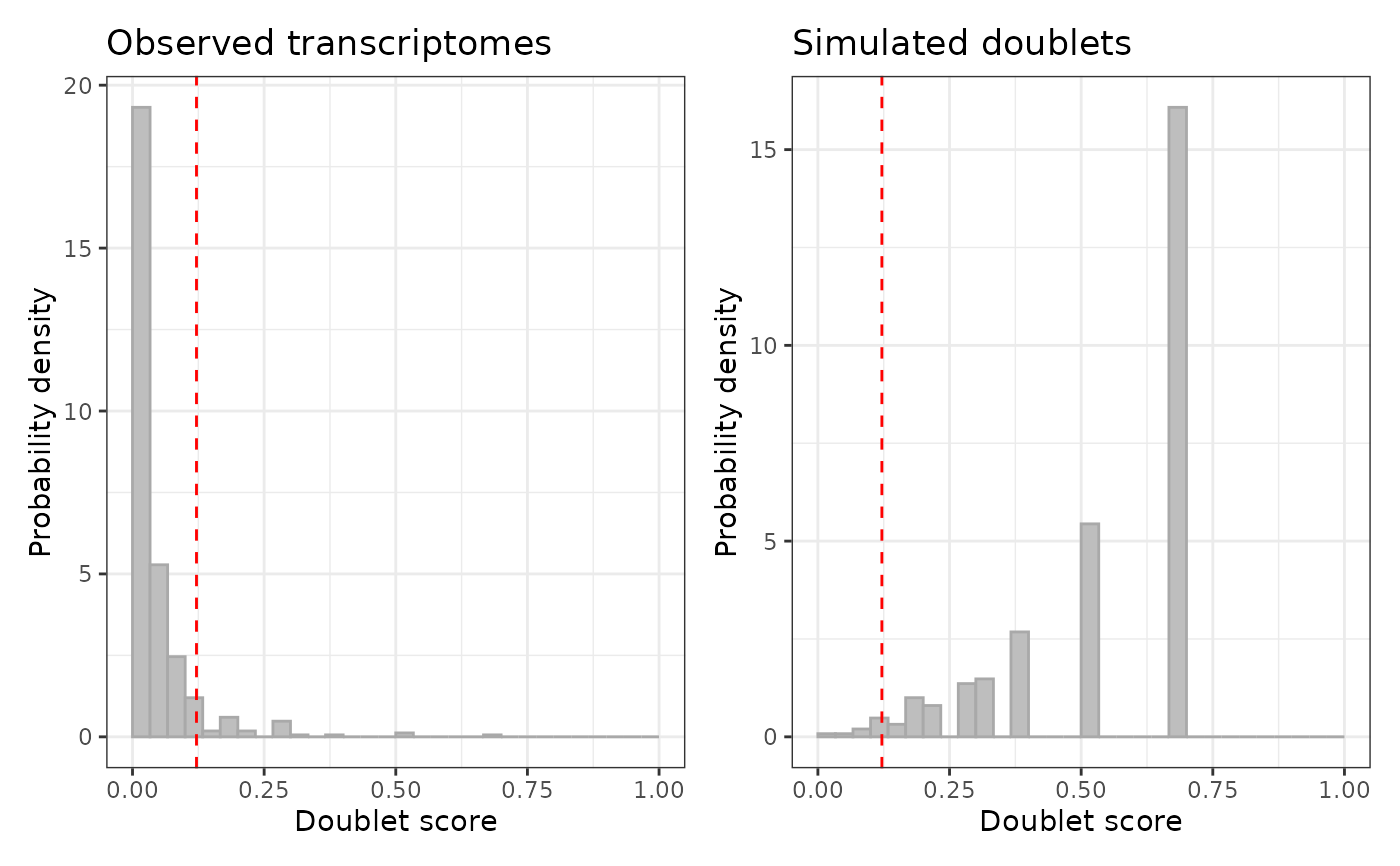 Observed transcriptomes
Probability density
20
15
10
5
0
0.00 0.25 0.50 0.75 1.00
Doublet score
Simulated doublets
Probability density
15
10
5
0
0.00 0.25 0.50 0.75 1.00
Doublet score